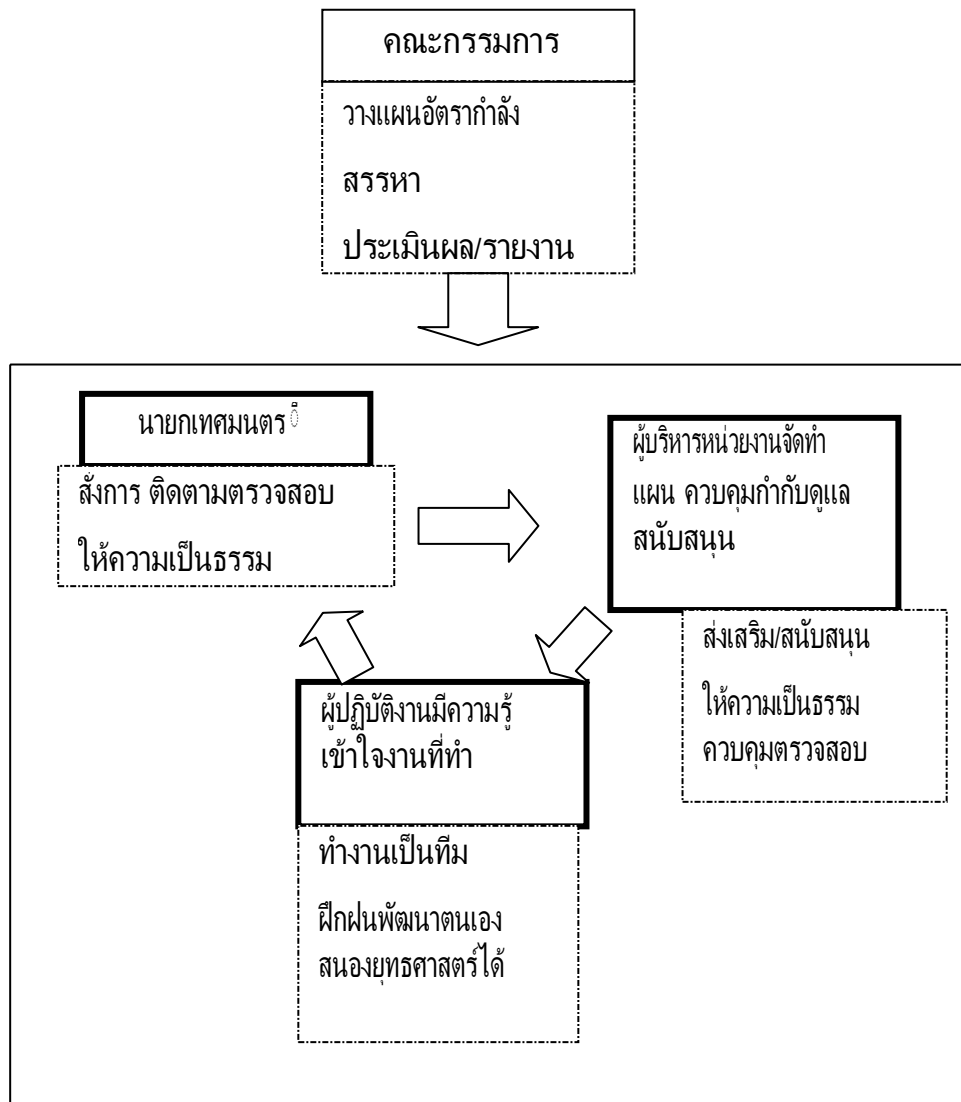 คณะกรรมการ
วางแผนอัตรากำลัง
สรรหา
ประเมินผล/รายงาน
นายกเทศมนตรี
สั่งการ ติดตามตรวจสอบ
ให้ความเป็นธรรม
ผู้บริหารหน่วยงานจัดทำ
แผน ควบคุมกำกับดูแล
สนับสนุน
ส่งเสริม/สนับสนุน
ให้ความเป็นธรรม
ควบคุมตรวจสอบ
ผู้ปฏิบัติงานมีความรู้
เข้าใจงานที่ทำ
ทำงานเป็นทีม
ฝึกฝนพัฒนาตนเอง
สนองยุทธศาสตร์ได้